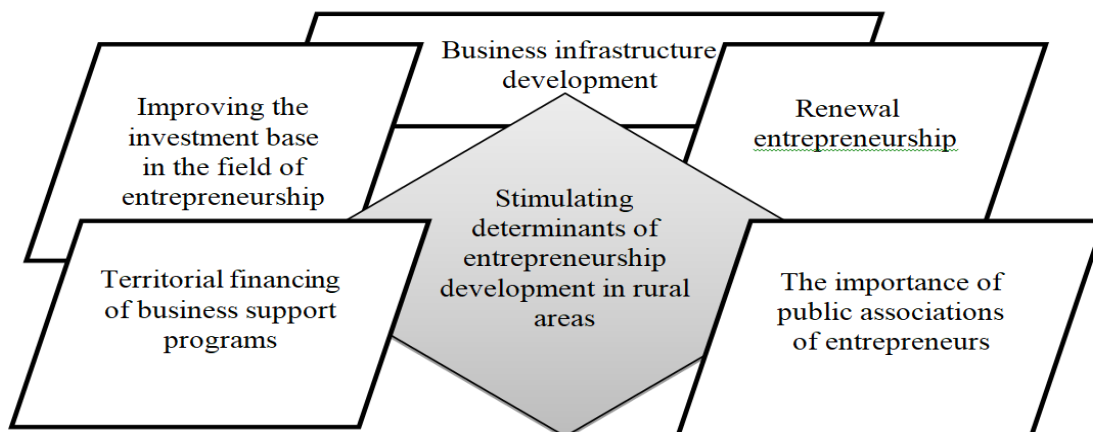 Business infrastructure
development
Improving the
investment base
in the field of
entrepreneurship
Renewal
entrepreneurship
Stimulating
determinants of
entrepreneurship
development in rural
areas
Territorial financing
of business support
programs
The importance of
public associations
of entrepreneurs